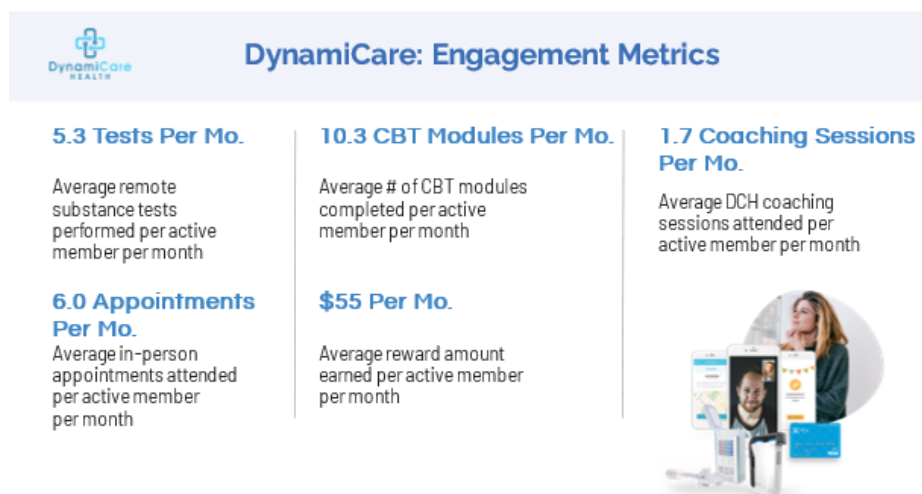 DynamiCare
HEALTH
DynamiCare: Engagement Metrics
5.3 Tests Per Mo.
Average remote
substance tests
performed per active
member per month
6.0 Appointments
Per Mo.
Average in-person
appointments attended
per active member
per month
10.3 CBT Modules Per Mo.
Average # of CBT modules
completed per active
member per month
$55 Per Mo.
Average reward amount
earned per active member
per month
1.7 Coaching Sessions
Per Mo.
Average DCH coaching
sessions attended per
active member per month